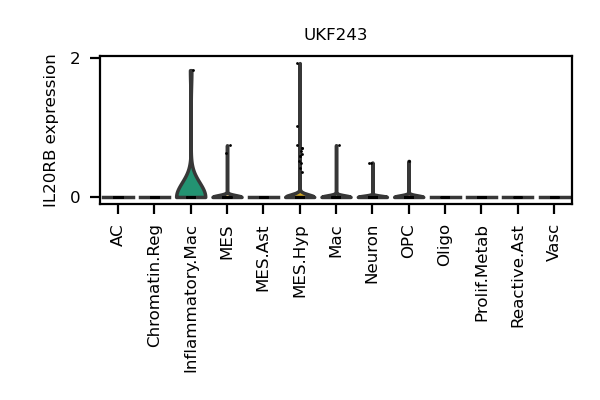 UKF243
IL20RB expression
2
0
AC
Chromatin.Reg
Inflammatory.Mac
MES
MES.Ast
MES.Hyp
Mac
Neuron
OPC
Oligo
Prolif.Metab
Reactive.Ast
Vasc